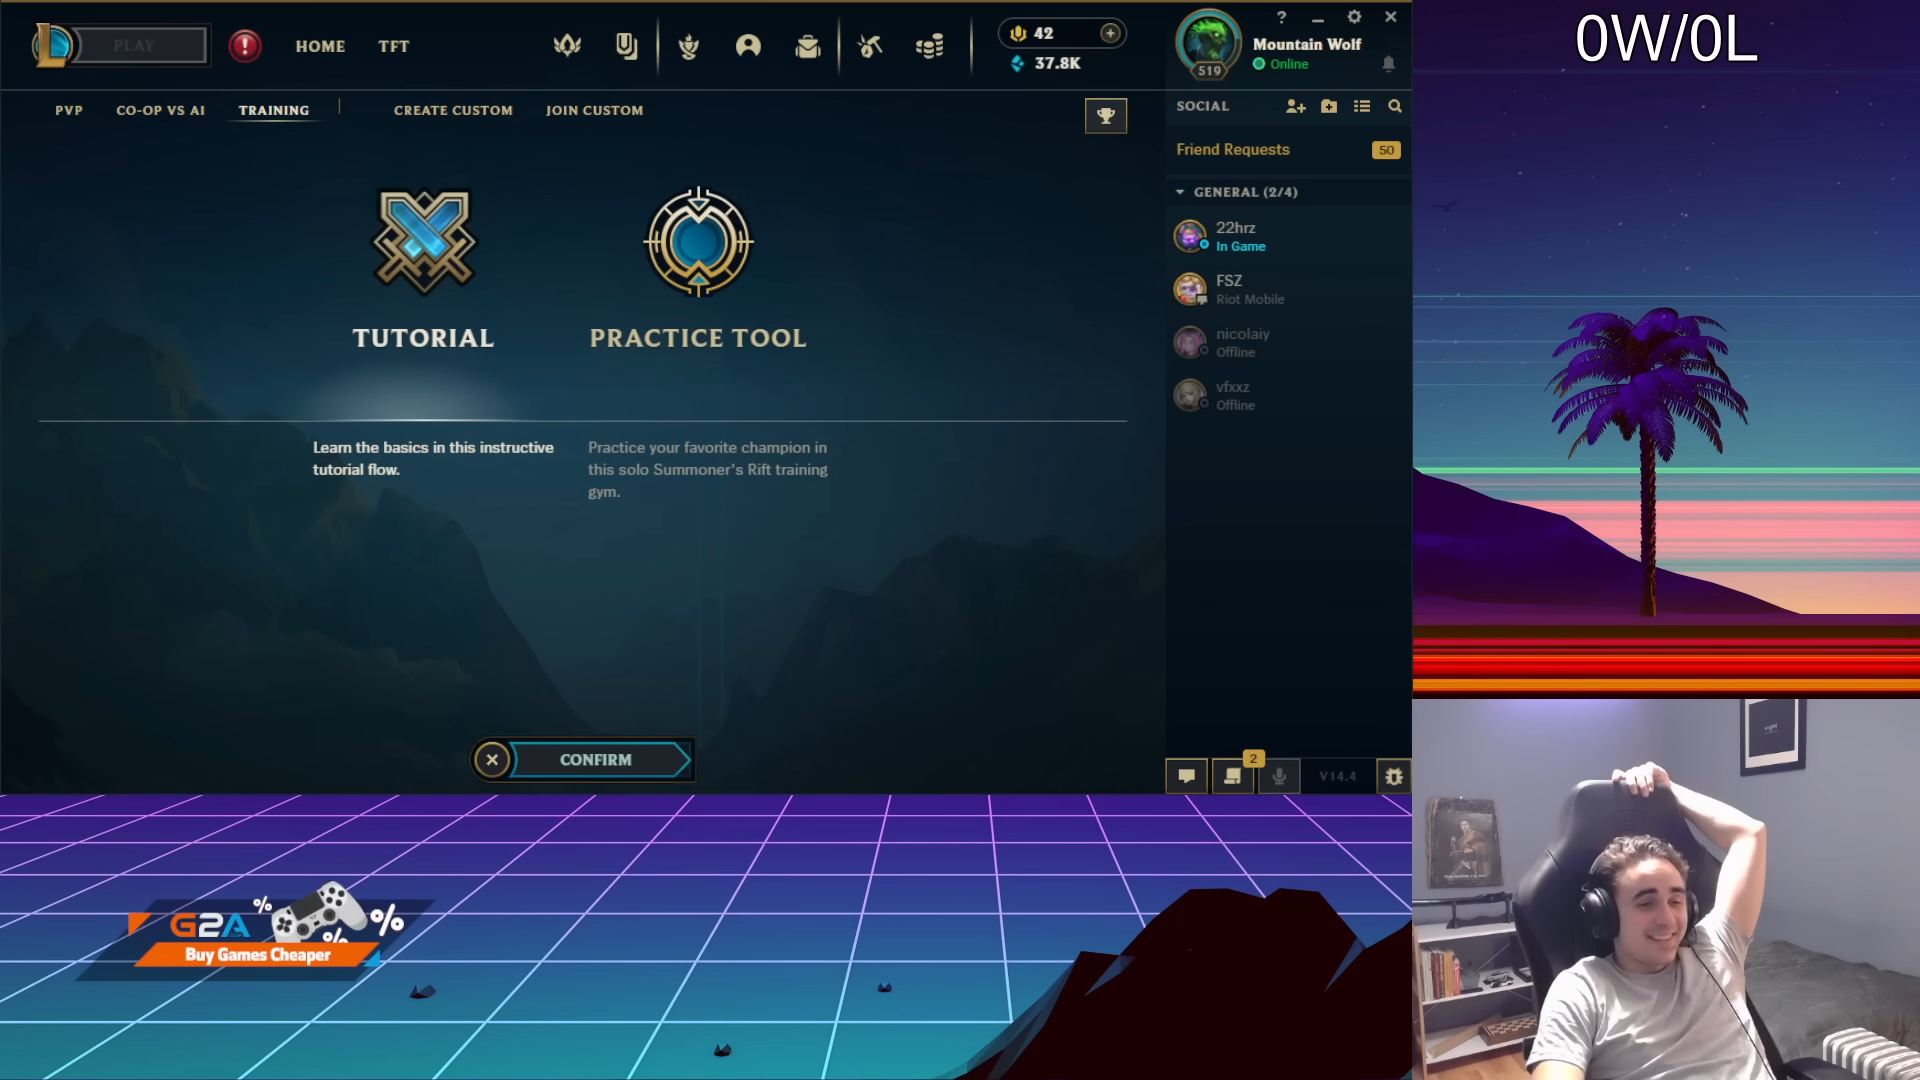 PLAY
HOME
TFT
42
37.8K
519
?
Mountain Wolf
Online
0W/0L
PVP
CO-OP VS AI
TRAINING
CREATE CUSTOM
JOIN CUSTOM
SOCIAL
Friend Requests
50
GENERAL (2/4)
22hrz
In Game
FSZ
Riot Mobile
nicolaiy
Offline
vfxxz
Offline
TUTORIAL
PRACTICE TOOL
Learn the basics in this instructive
tutorial flow.
Practice your favorite champion in
this solo Summoner's Rift training
gym.
CONFIRM
2
V14.4
G2A
% % %
Buy Games Cheaper